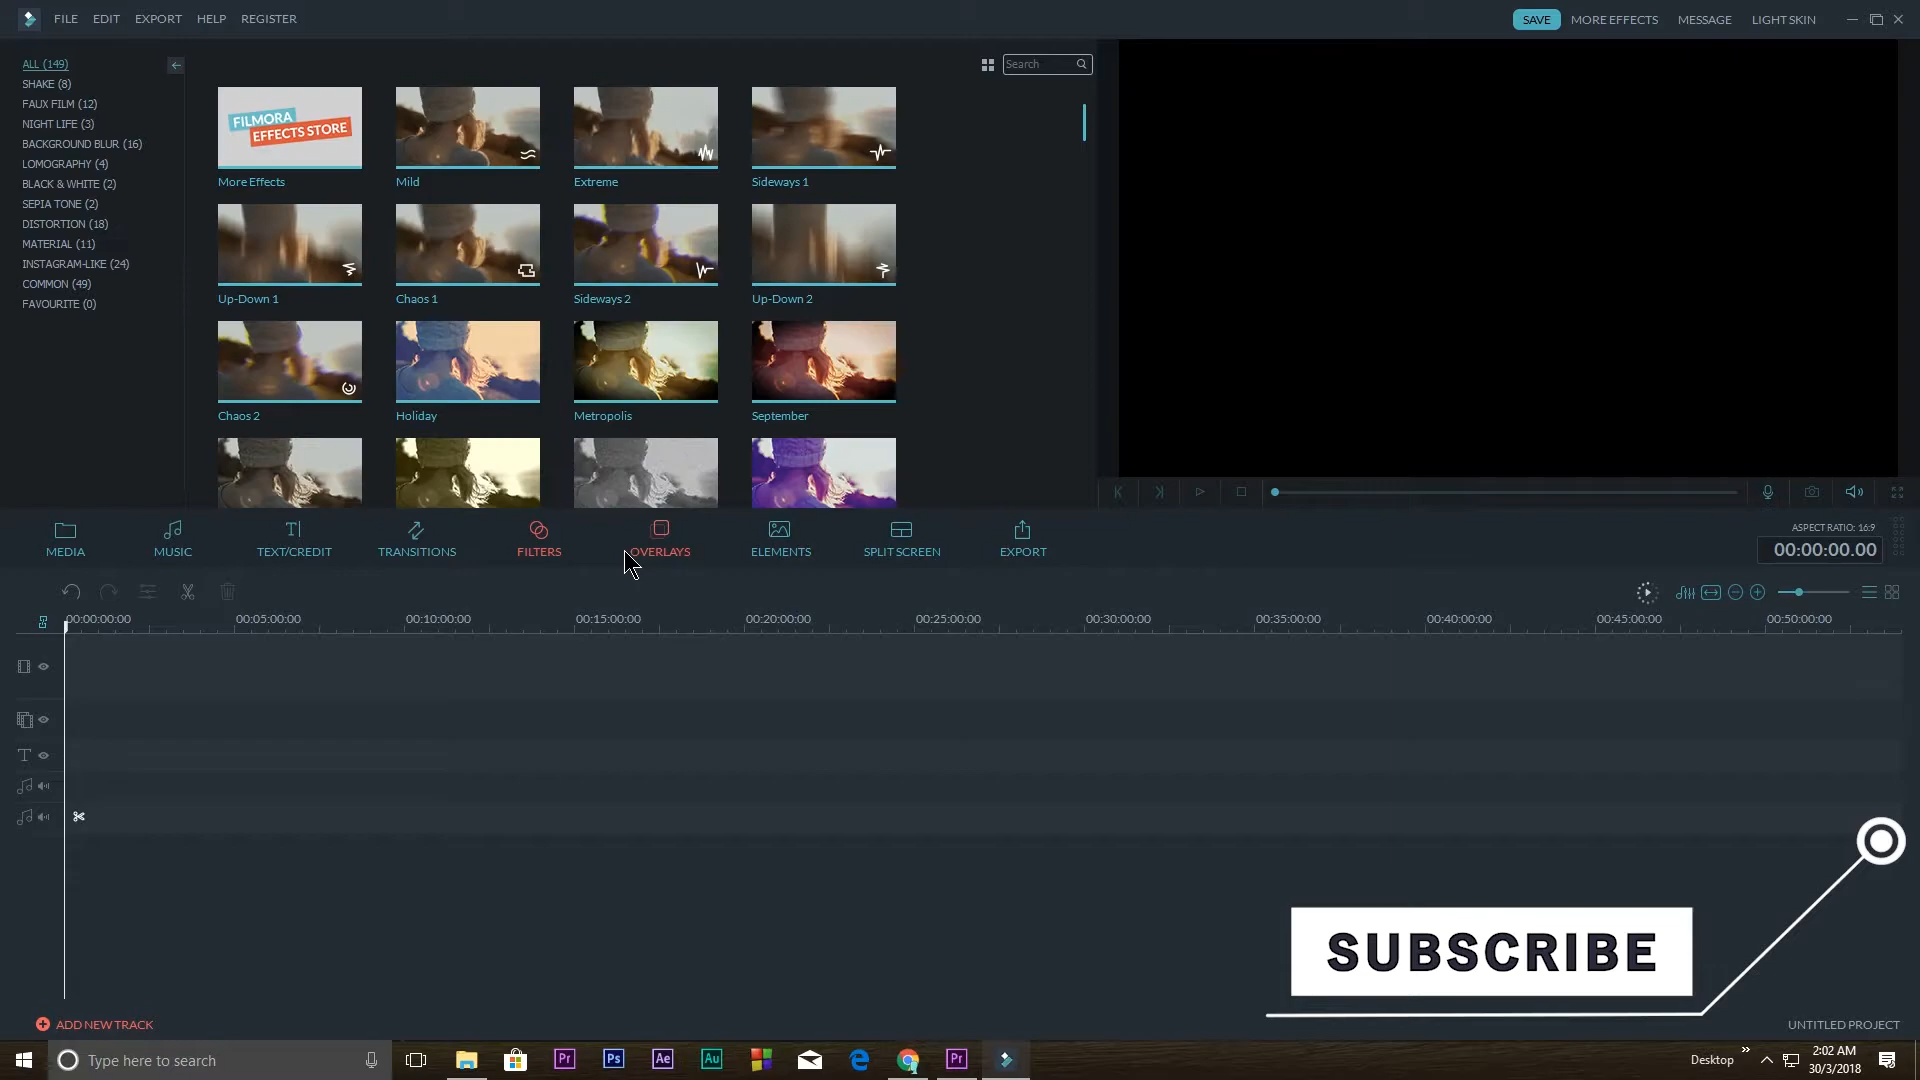 FILE EDIT EXPORT HELP REGISTER SAVE MORE EFFECTS MESSAGE LIGHT SKIN
ALL (149)
SHAKE (8)
FAUX FILM (12)
NIGHT LIFE (3)
BACKGROUND BLUR (16)
LOMOGRAPHY (4)
BLACK & WHITE (2)
SEPIA TONE (2)
DISTORTION (18)
MATERIAL (11)
INSTAGRAM-LIKE (24)
COMMON (49)
FAVOURITE (0)
Search
FILMORA
EFFECTS STORE
More Effects Mild Extreme Sideways 1
Up-Down 1 Chaos 1 Sideways 2 Up-Down 2
Chaos 2 Holiday Metropolis September
MEDIA MUSIC TEXT/CREDIT TRANSITIONS FILTERS OVERLAYS ELEMENTS SPLIT SCREEN EXPORT
ASPECT RATIO: 16:9
00:00:00.00
00:00:00:00 00:05:00:00 00:10:00:00 00:15:00:00 00:20:00:00 00:25:00:00 00:30:00:00 00:35:00:00 00:40:00:00 00:45:00:00 00:50:00:00
SUBSCRIBE
ADD NEW TRACK
UNTITLED PROJECT
Type here to search
Pr Ps Ae Au Pr
Desktop
2:02 AM
30/3/2018